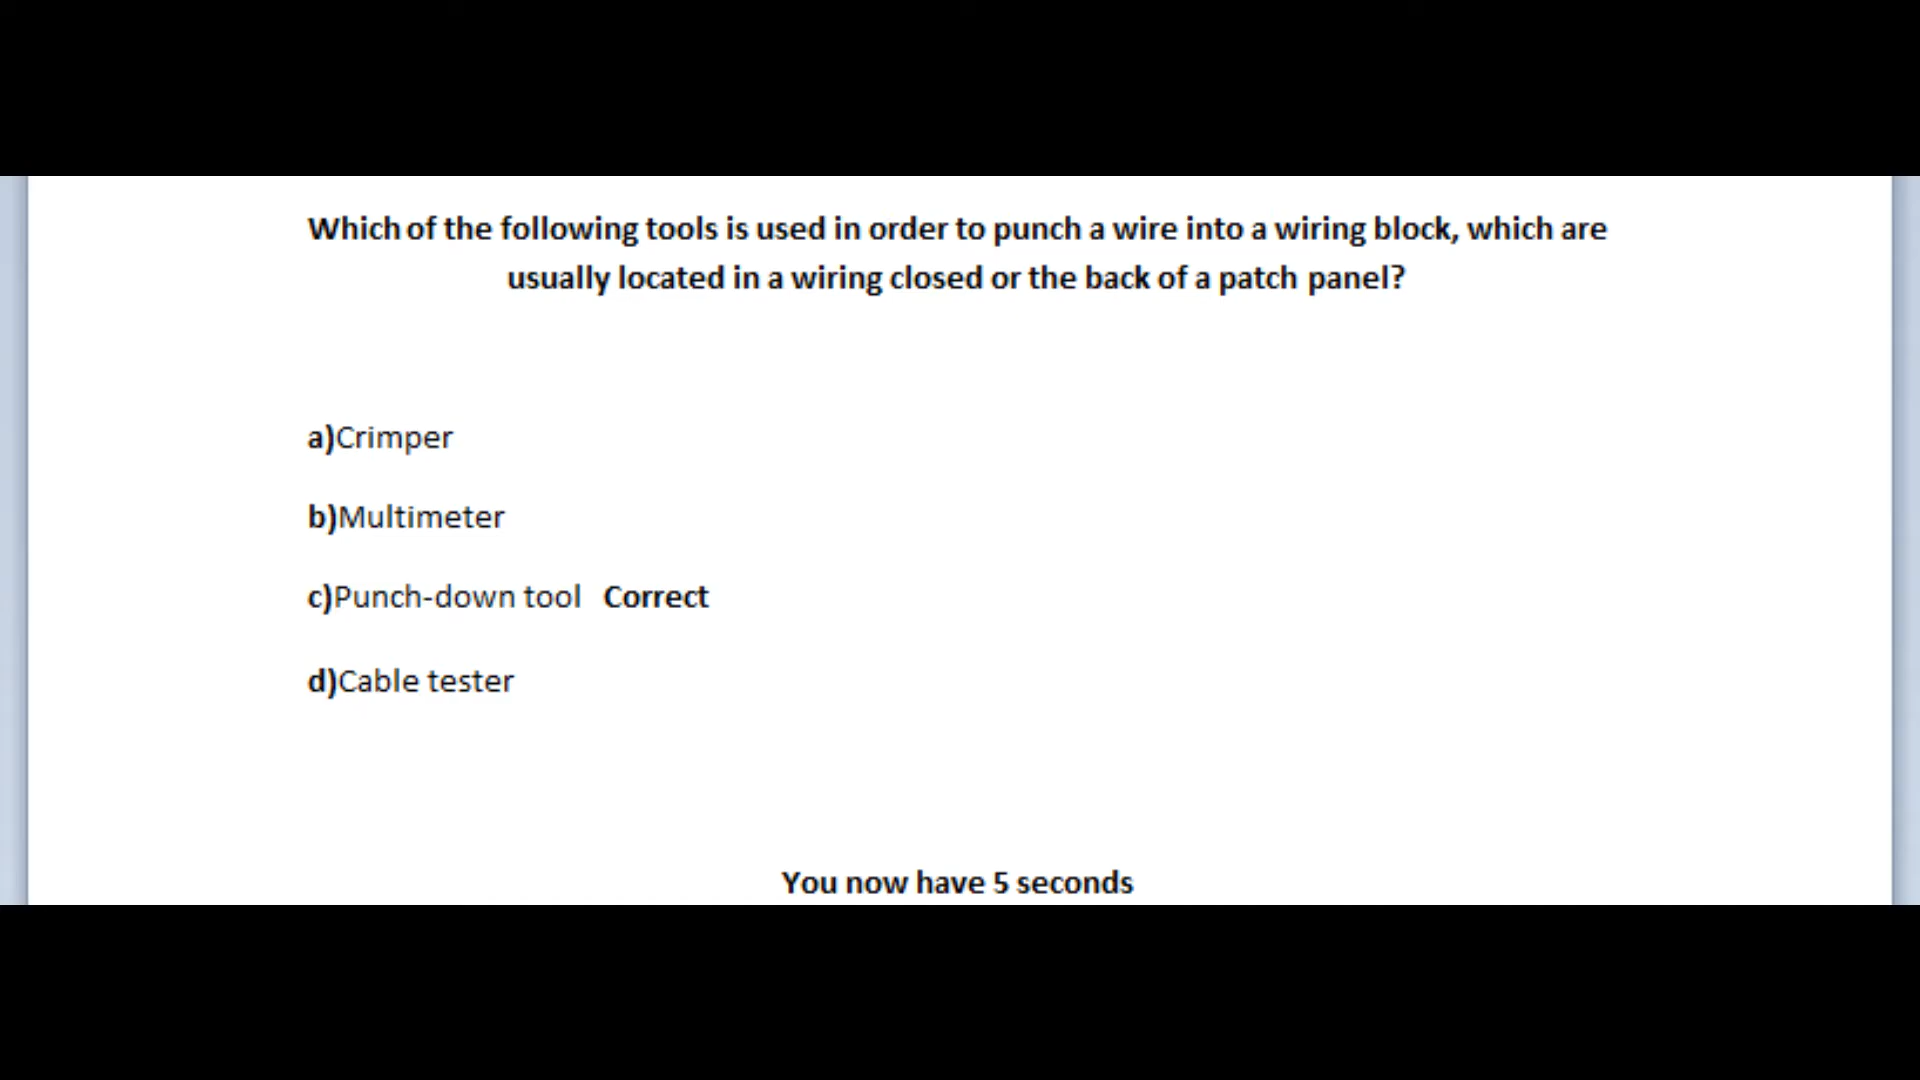 Which of the following tools is used in order to punch a wire into a wiring block, which are
usually located in a wiring closed or the back of a patch panel?
a)Crimper
b)Multimeter
c)Punch-down tool Correct
d)Cable tester
You now have 5 seconds